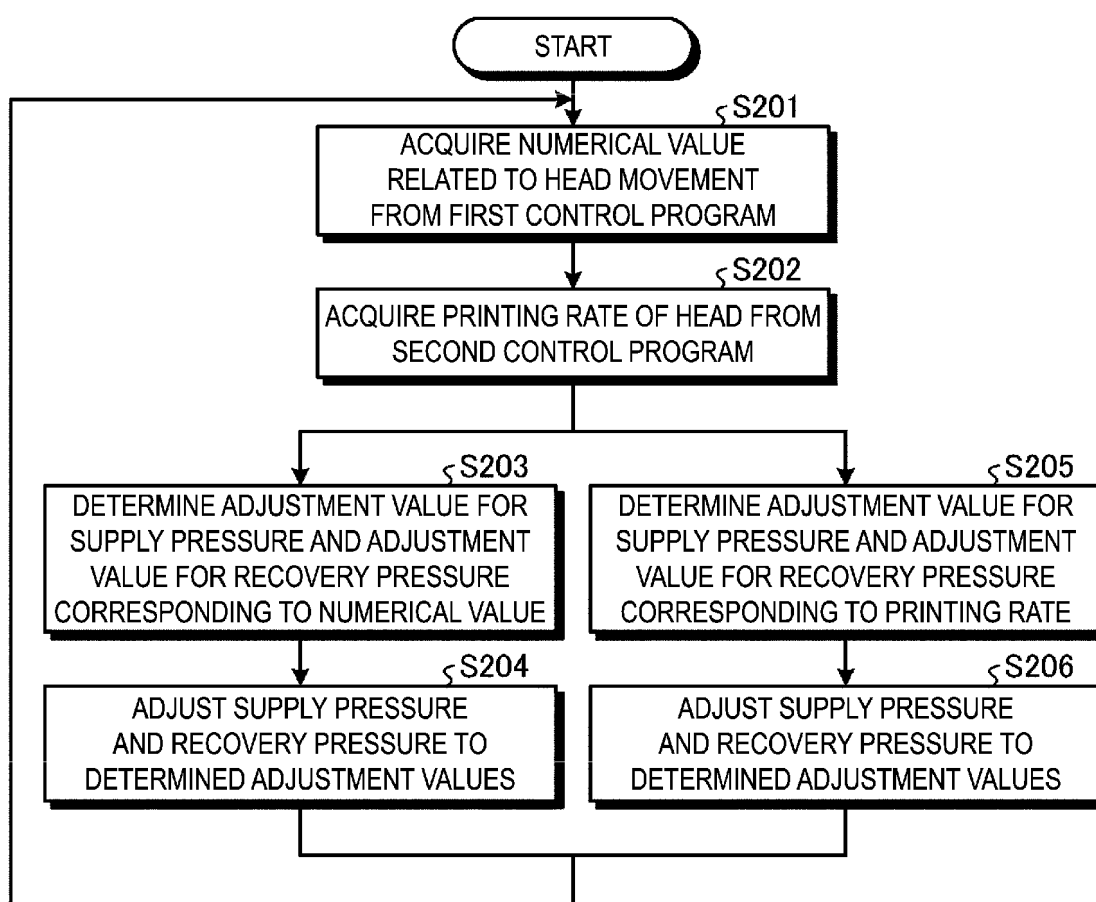 START
S201
ACQUIRE NUMERICAL VALUE
RELATED TO HEAD MOVEMENT
FROM FIRST CONTROL PROGRAM
S202
ACQUIRE PRINTING RATE OF HEAD FROM
SECOND CONTROL PROGRAM
S203
DETERMINE ADJUSTMENT VALUE FOR
SUPPLY PRESSURE AND ADJUSTMENT
VALUE FOR RECOVERY PRESSURE
CORRESPONDING TO NUMERICAL VALUE
S204
ADJUST SUPPLY PRESSURE
AND RECOVERY PRESSURE TO
DETERMINED ADJUSTMENT VALUES
S205
DETERMINE ADJUSTMENT VALUE FOR
SUPPLY PRESSURE AND ADJUSTMENT
VALUE FOR RECOVERY PRESSURE
CORRESPONDING TO PRINTING RATE
S206
ADJUST SUPPLY PRESSURE
AND RECOVERY PRESSURE TO
DETERMINED ADJUSTMENT VALUES